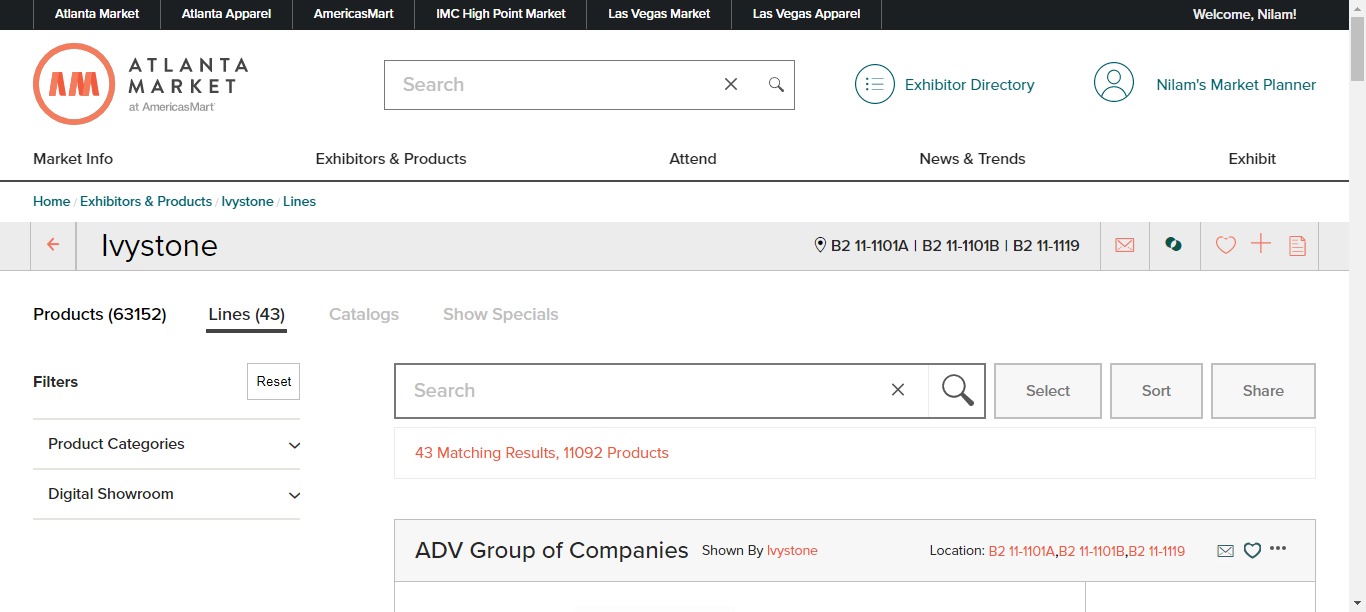 Atlanta Market Atlanta Apparel AmericasMart IMC High Point Market Las Vegas Market Las Vegas Apparel Welcome, Nilam!
AM ATLANTA MARKET at AmericasMart
Search
Exhibitor Directory
Nilam's Market Planner
Market Info Exhibitors & Products Attend News & Trends Exhibit
Home / Exhibitors & Products / Ivystone / Lines
Ivystone B2 11-1101A | B2 11-1101B | B2 11-1119
Products (63152) Lines (43) Catalogs Show Specials
Filters Reset
Product Categories
Digital Showroom
Search Select Sort Share
43 Matching Results, 11092 Products
ADV Group of Companies Shown By Ivystone Location: B2 11-1101A,B2 11-1101B,B2 11-1119